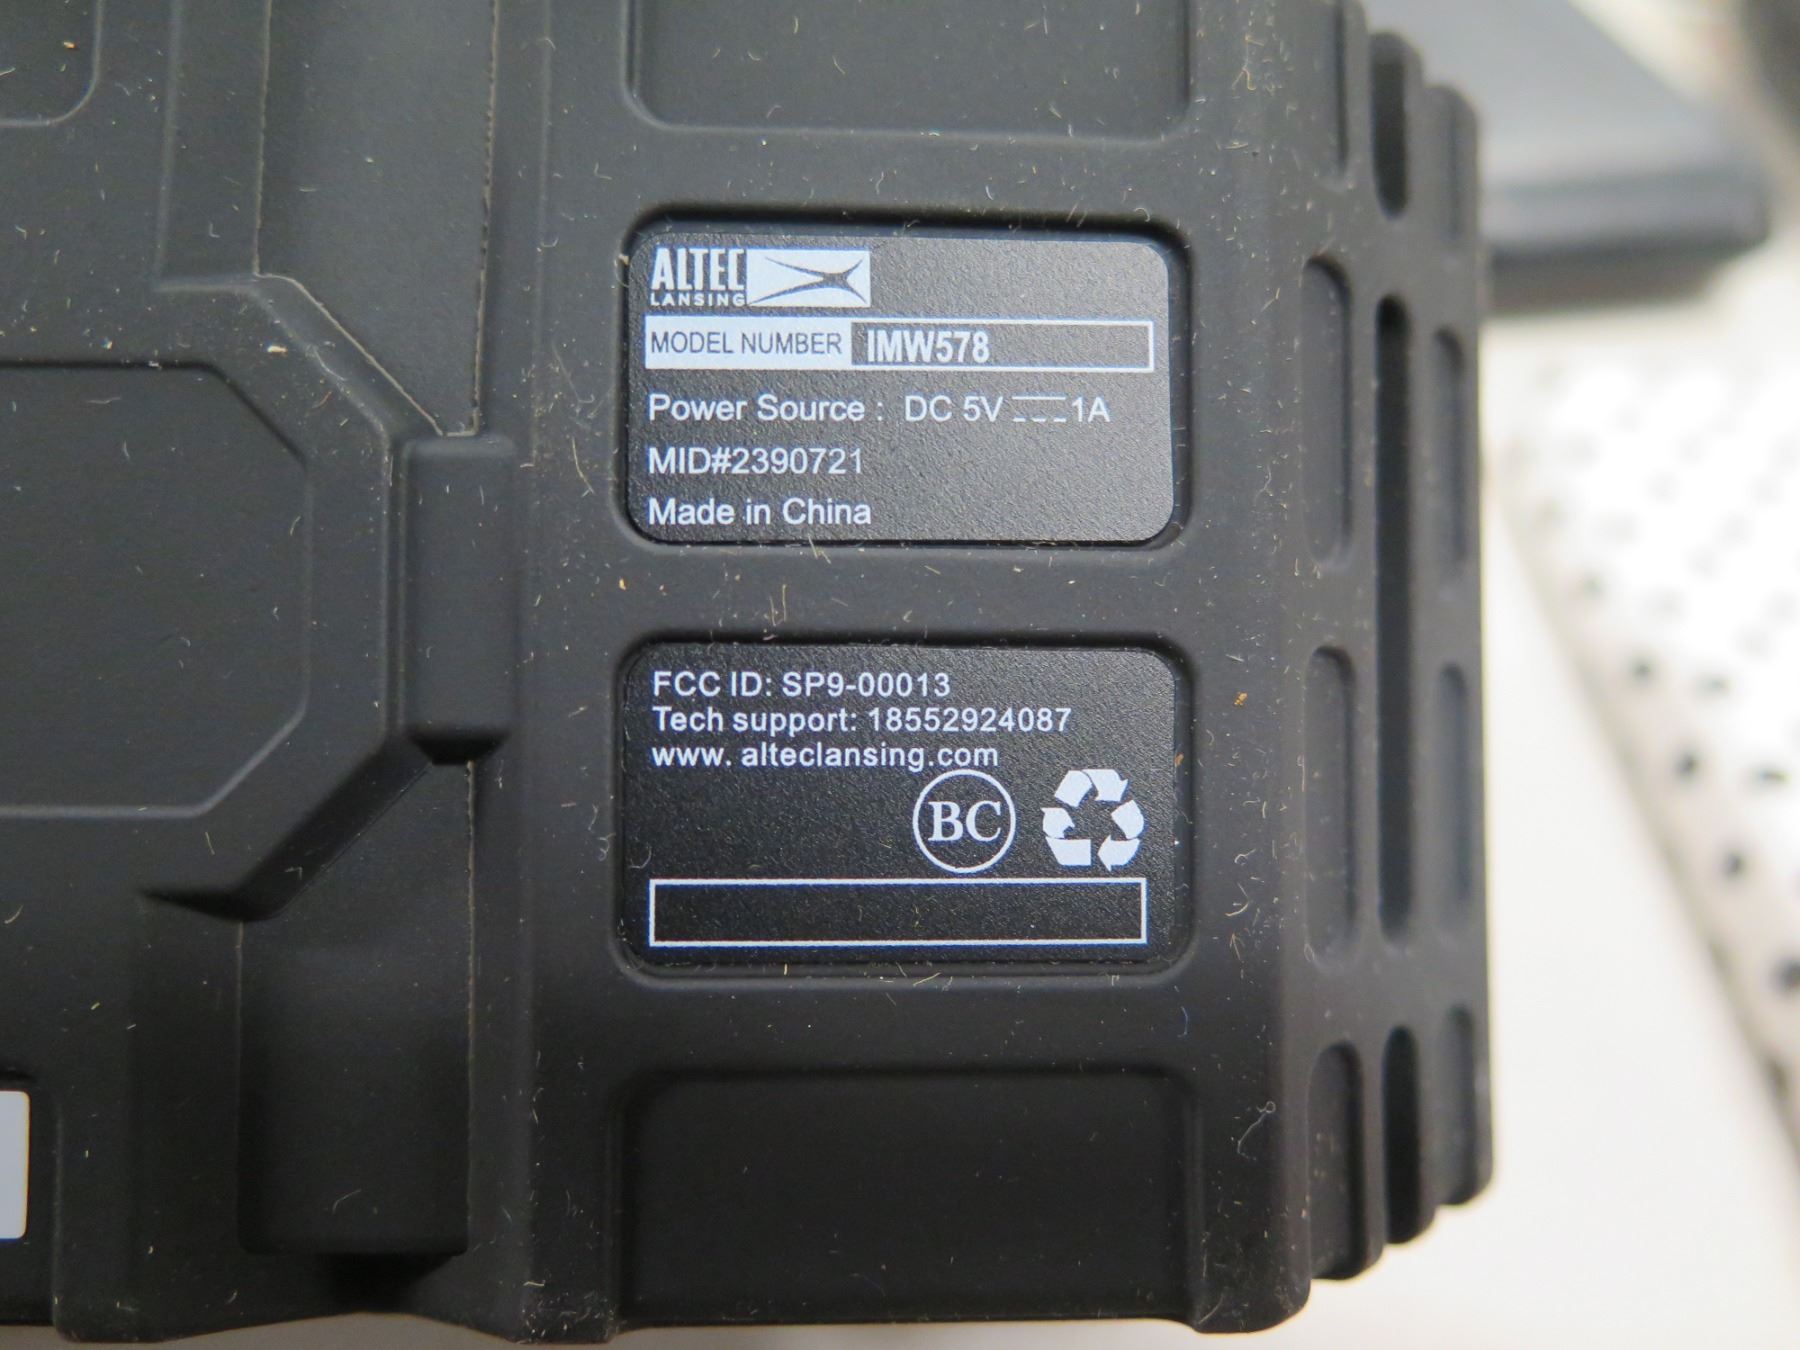 ALTEC
LANSING
MODEL NUMBER IMW578
Power Source : DC 5V ⎓ 1A
MID#2390721
Made in China
FCC ID: SP9-00013
Tech support: 18552924087
www. alteclansing.com
BC